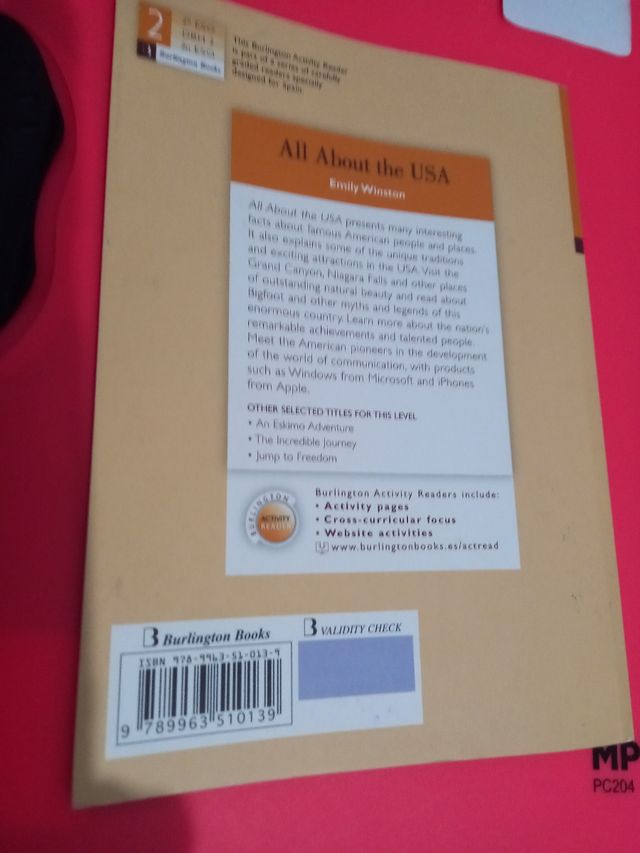 2
Burlington Books
This Burlington Activity Reader
is part of a series of carefully
graded readers specially
designed for Spain.
All About the USA
Emily Winston
All About the USA presents many interesting
facts about famous American people and places.
It also explains some of the unique traditions
and exciting attractions in the USA. Visit the
Grand Canyon, Niagara Falls and other places
of outstanding natural beauty and read about
Bigfoot and other myths and legends of this
enormous country. Learn more about the nation's
remarkable achievements and talented people.
Meet the American pioneers in the development
of the world of communication, with products
such as Windows from Microsoft and iPhones
from Apple.
OTHER SELECTED TITLES FOR THIS LEVEL
• An Eskimo Adventure
• The Incredible Journey
• Jump to Freedom
BURLINGTON
ACTIVITY
READER
Burlington Activity Readers include:
• Activity pages
• Cross-curricular focus
• Website activities
www.burlingtonbooks.es/actread
B Burlington Books
B VALIDITY CHECK
ISBN 978-9963-51-013-9
9 789963 510139
MP
PC204